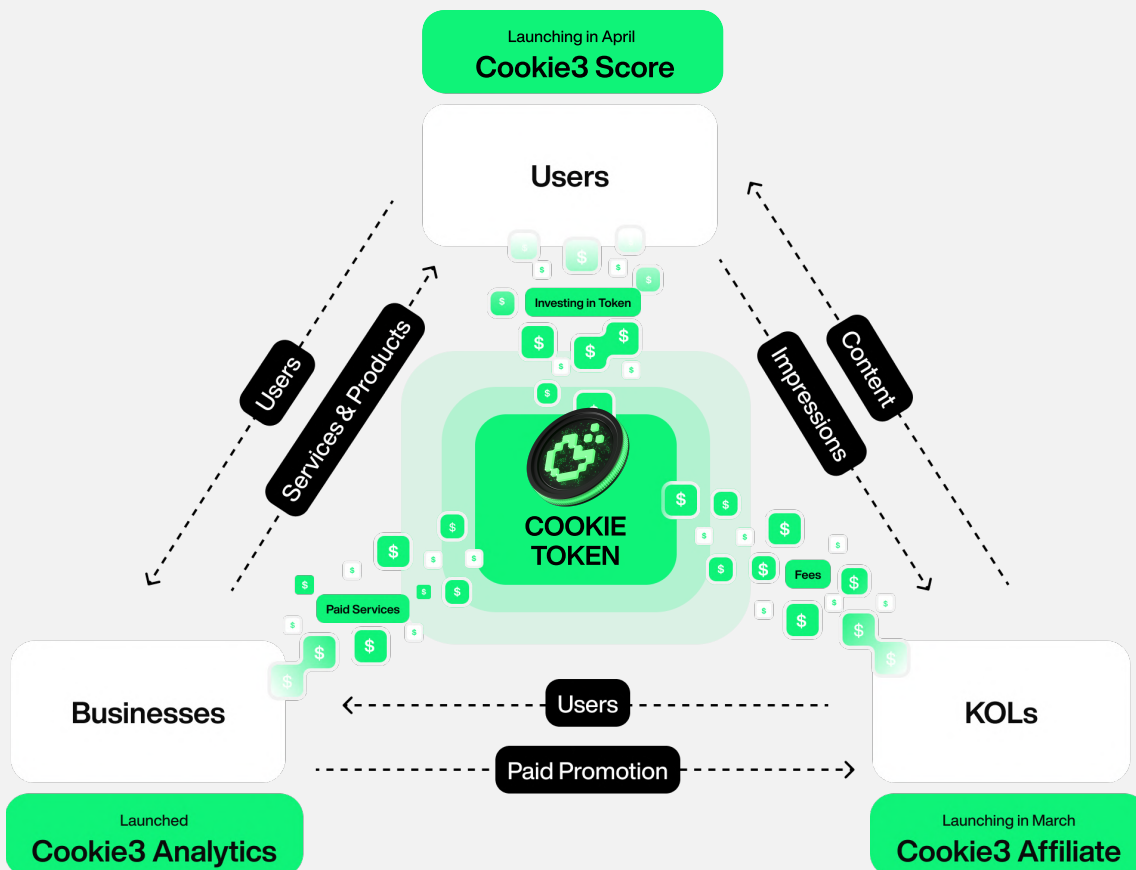 Launching in April
Cookie3 Score
Users
$
$
$
$
$
$
$
Investing in Token
$
$
$
$
$
$
Users
Services & Products
Impressions
Content
COOKIE
TOKEN
$
$
$
$
$
$
$
$
$
$
Paid Services
$
$
$
$
$
$
$
$
$
$
$
$
$
Fees
$
$
$
$
$
$
$
Businesses
Users
KOLs
Paid Promotion
Launched
Cookie3 Analytics
Launching in March
Cookie3 Affiliate